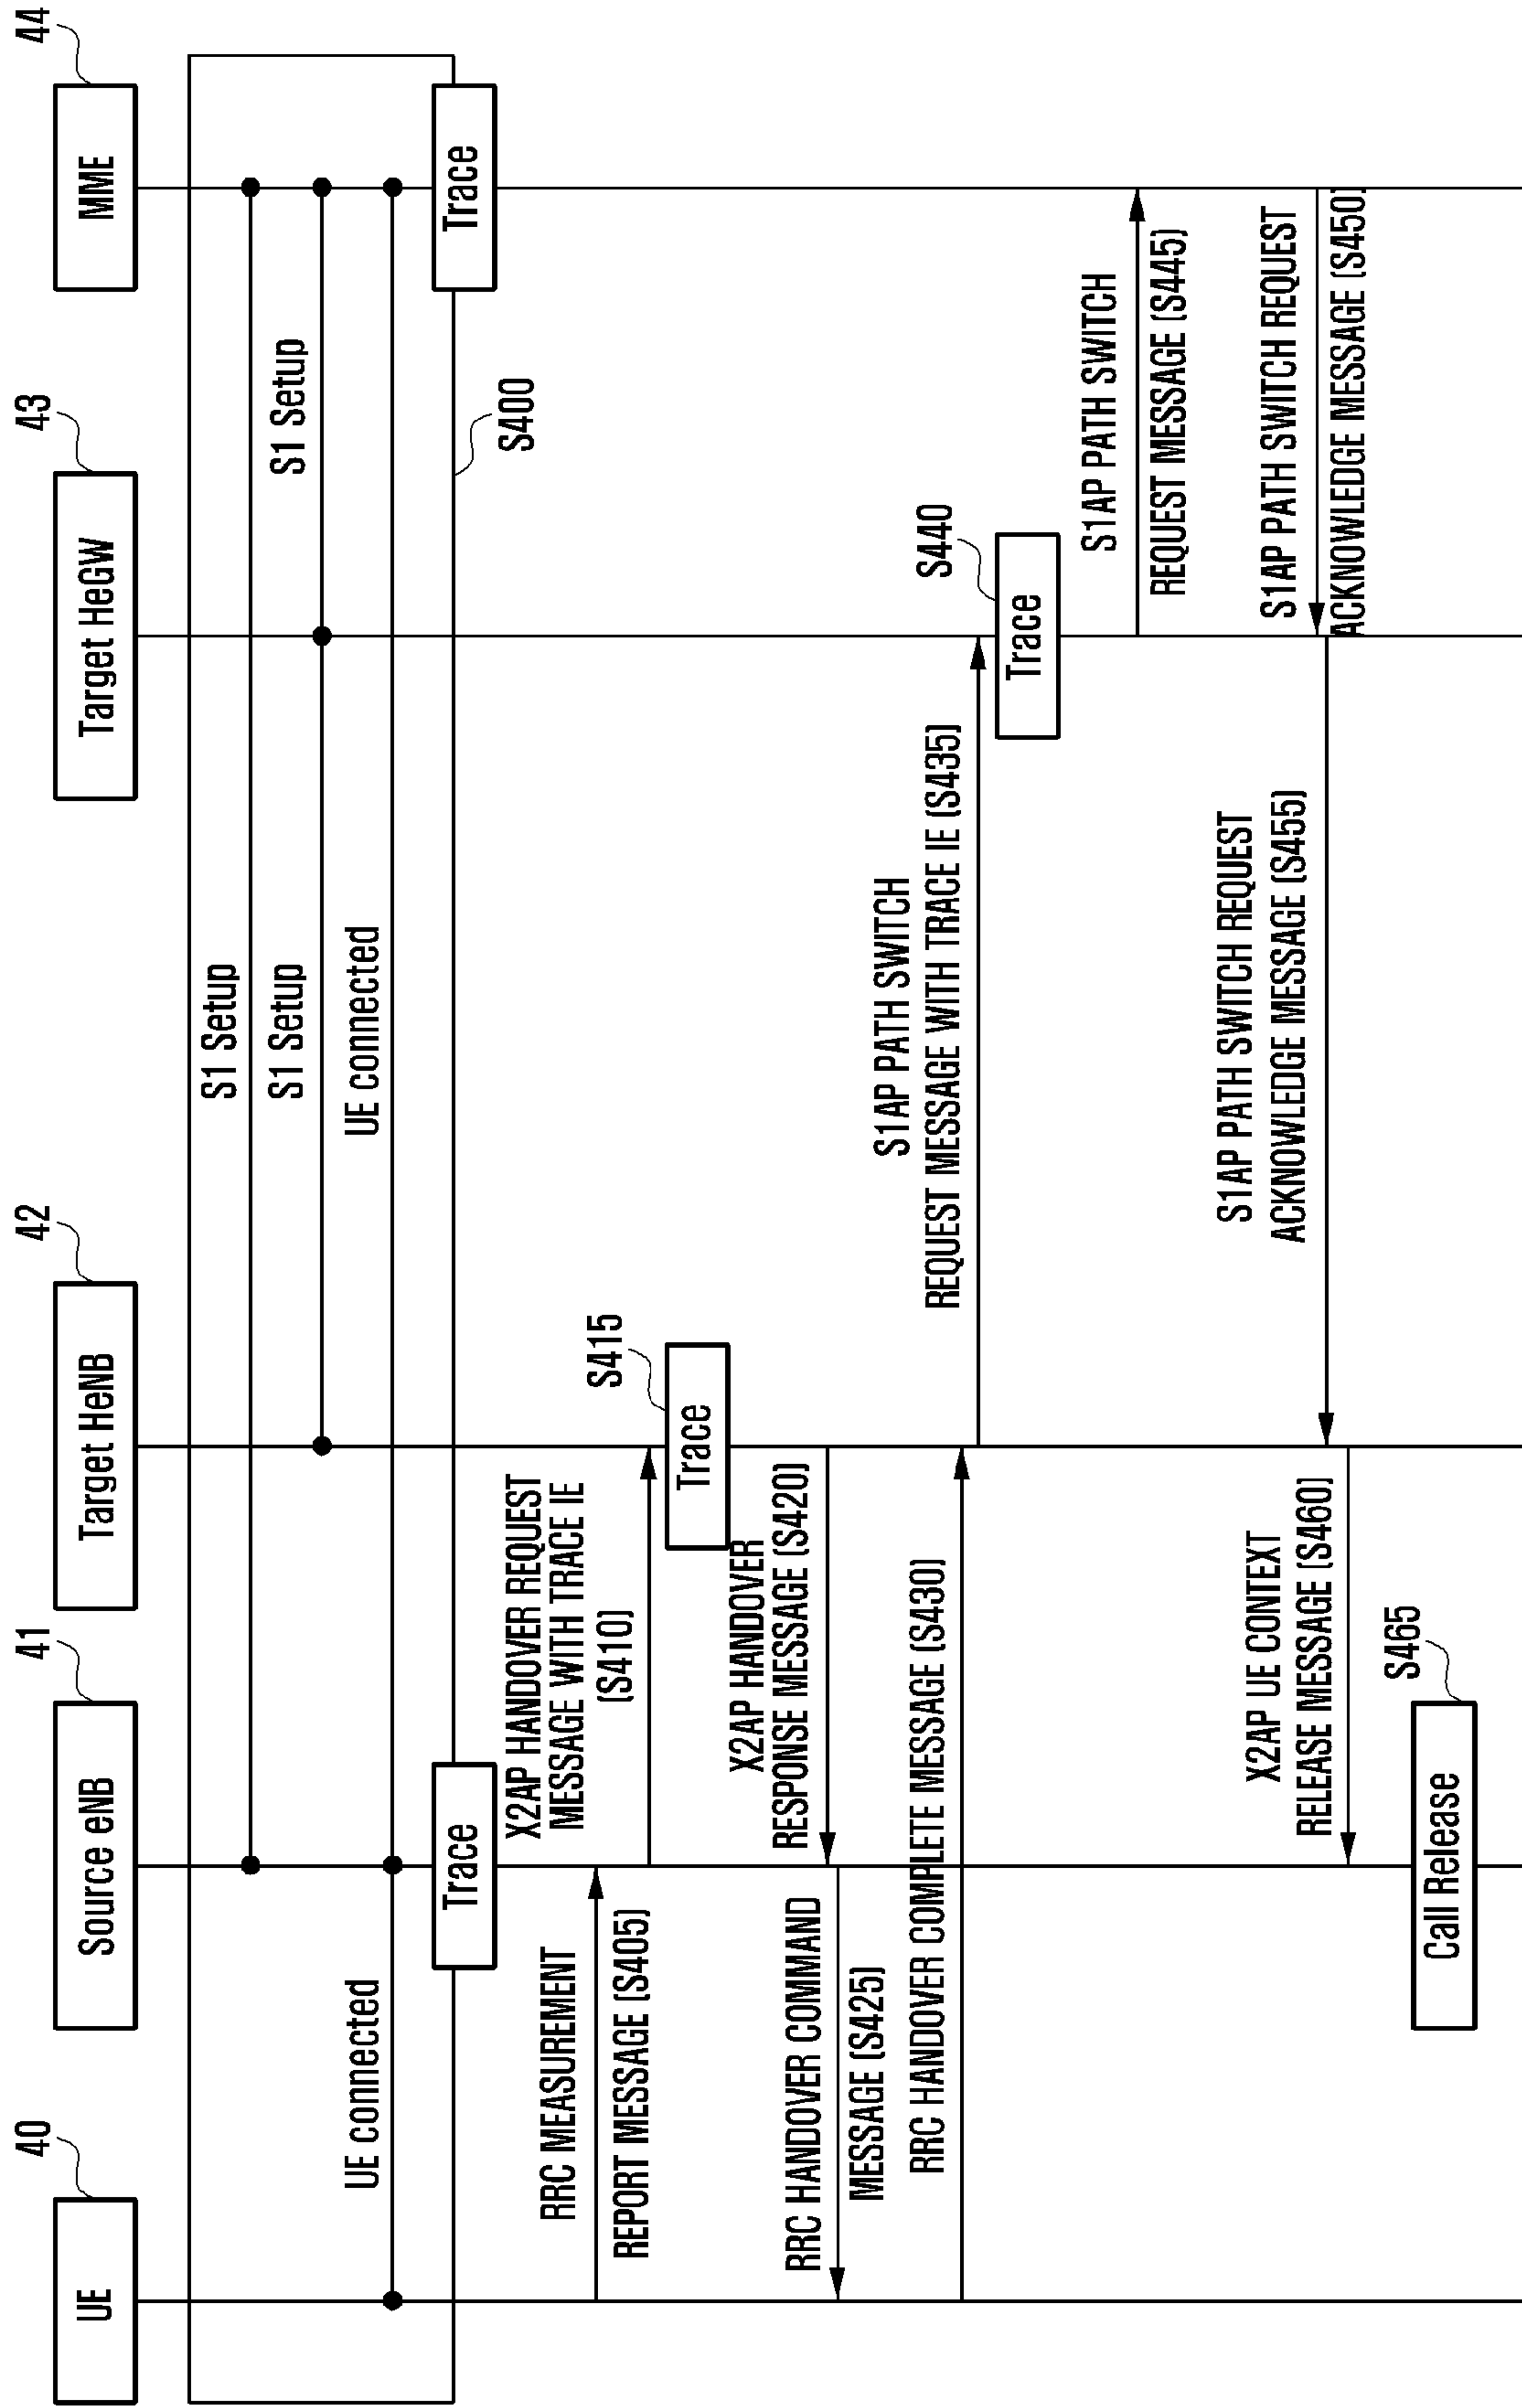 40
41
42
43
44
UE
Source eNB
Target HeNB
Target HeGW
MME
S1 Setup
S1 Setup
S1 Setup
UE connected
UE connected
Trace
Trace
S400
RRC MEASUREMENT
REPORT MESSAGE (S405)
X2AP HANDOVER REQUEST
MESSAGE WITH TRACE IE
(S410)
S415
Trace
X2AP HANDOVER
RESPONSE MESSAGE (S420)
RRC HANDOVER COMMAND
MESSAGE (S425)
RRC HANDOVER COMPLETE MESSAGE (S430)
S1AP PATH SWITCH
REQUEST MESSAGE WITH TRACE IE (S435)
S440
Trace
S1AP PATH SWITCH
REQUEST MESSAGE (S445)
S1AP PATH SWITCH REQUEST
ACKNOWLEDGE MESSAGE (S450)
S1AP PATH SWITCH REQUEST
ACKNOWLEDGE MESSAGE (S455)
X2AP UE CONTEXT
RELEASE MESSAGE (S460)
S465
Call Release